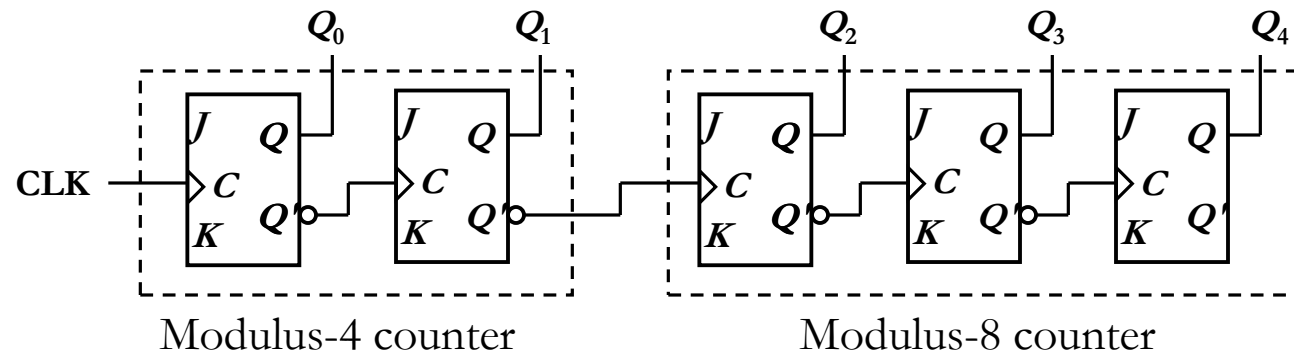 Q0 Q1 Q2 Q3 Q4
J Q J Q J Q J Q J Q
CLK C C C C C
K Q' K Q' K Q' K Q' K Q'
Modulus-4 counter Modulus-8 counter